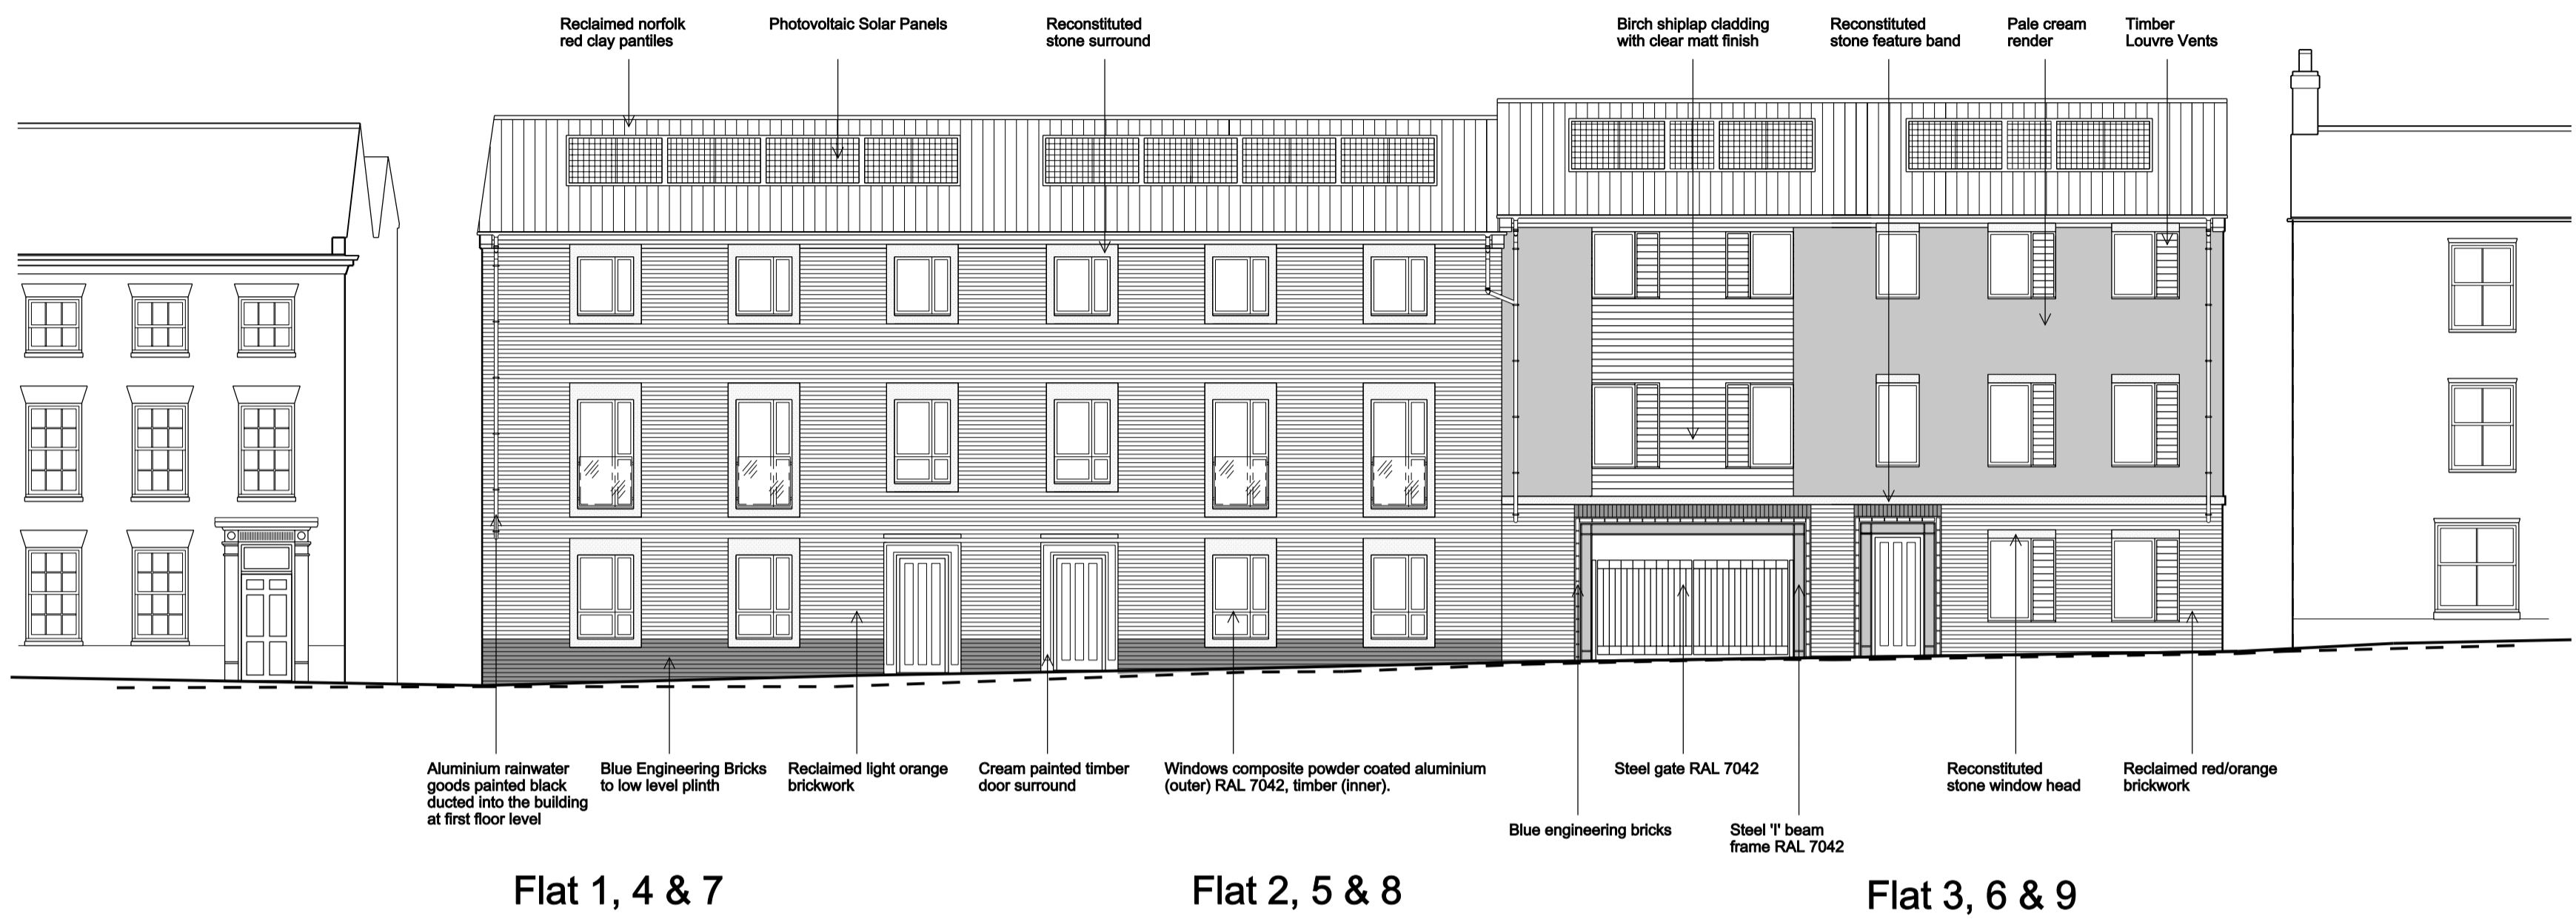 Reclaimed norfolk
red clay pantiles
Photovoltaic Solar Panels
Reconstituted
stone surround
Birch shiplap cladding
with clear matt finish
Reconstituted
stone feature band
Pale cream
render
Timber
Louvre Vents
Aluminium rainwater
goods painted black
ducted into the building
at first floor level
Blue Engineering Bricks
to low level plinth
Reclaimed light orange
brickwork
Cream painted timber
door surround
Windows composite powder coated aluminium
(outer) RAL 7042, timber (inner).
Blue engineering bricks
Steel gate RAL 7042
Steel 'I' beam
frame RAL 7042
Reconstituted
stone window head
Reclaimed red/orange
brickwork
Flat 1, 4 & 7
Flat 2, 5 & 8
Flat 3, 6 & 9